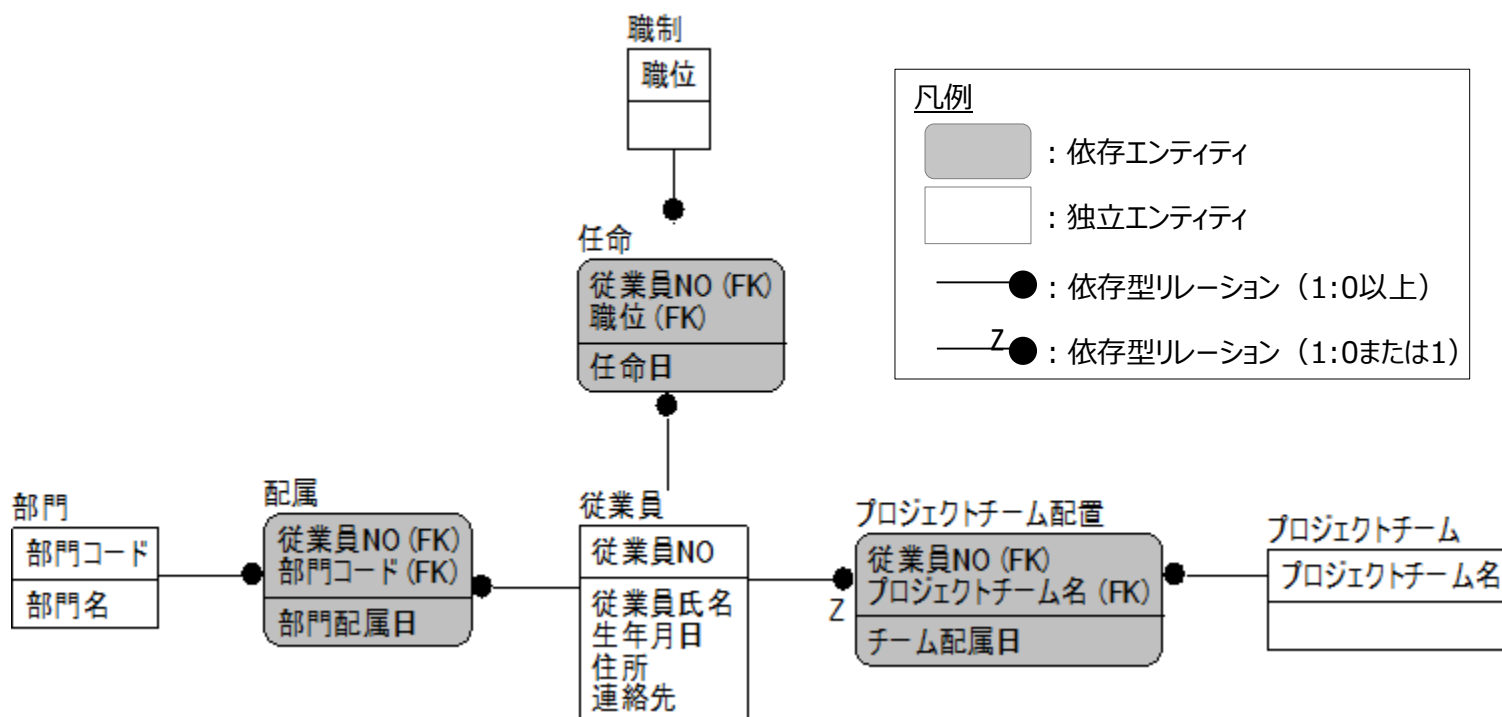 職制
職位
凡例
：依存エンティティ
：独立エンティティ
：依存型リレーション（1:0以上）
Z
：依存型リレーション（1:0または1）
任命
従業員NO (FK)
職位 (FK)
任命日
部門
部門コード
部門名
配属
従業員NO (FK)
部門コード (FK)
部門配属日
従業員
従業員NO
従業員氏名
生年月日
住所
連絡先
プロジェクトチーム配置
従業員NO (FK)
プロジェクトチーム名 (FK)
チーム配属日
Z
プロジェクトチーム
プロジェクトチーム名